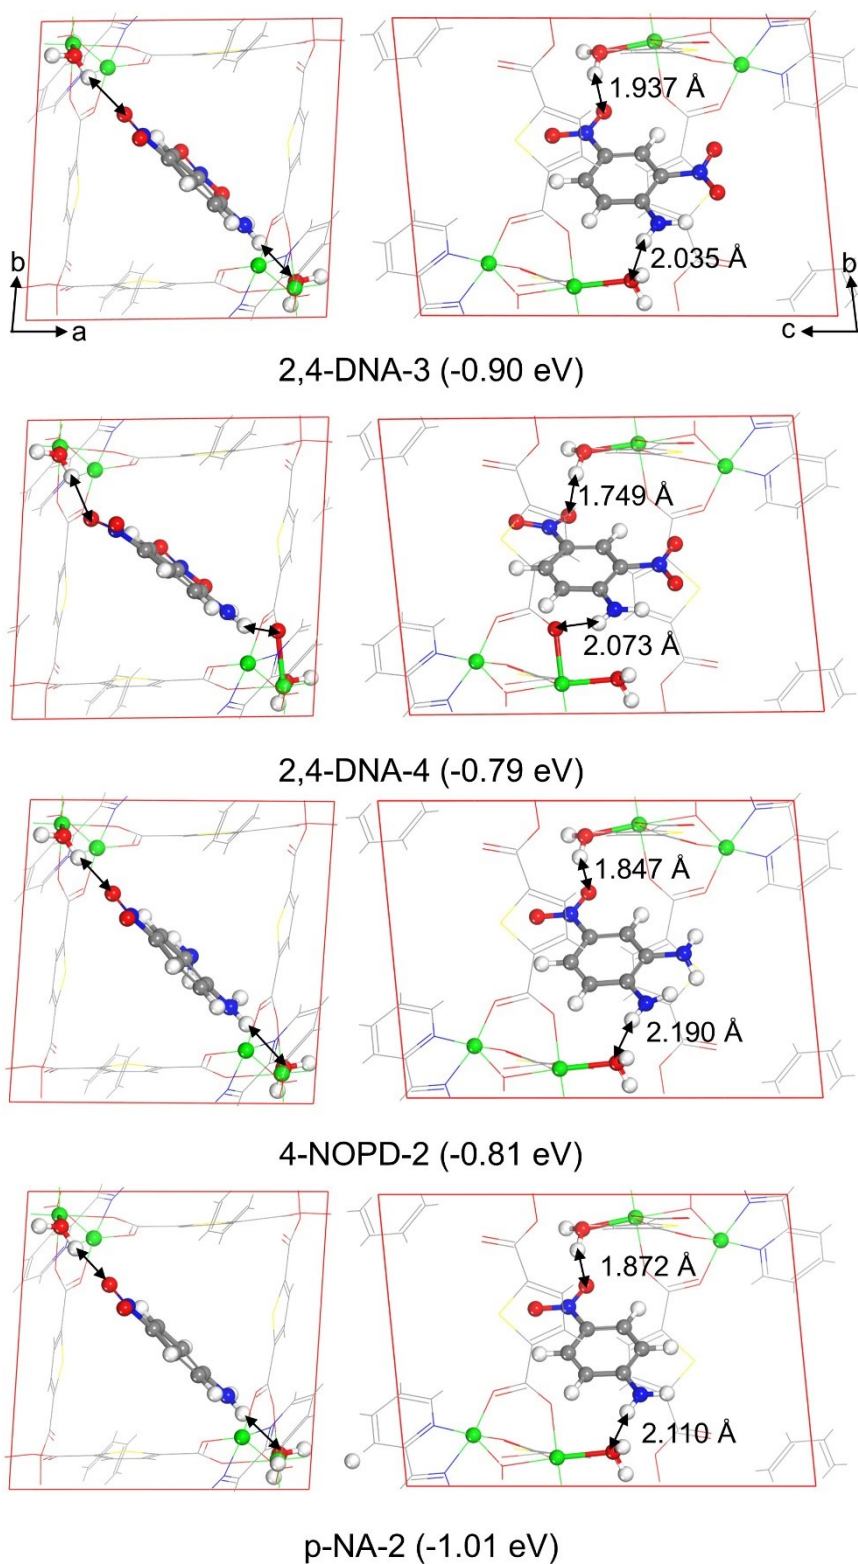 1.937 Å
2.035 Å
b
a
b
c
2,4-DNA-3 (-0.90 eV)
1.749 Å
2.073 Å
2,4-DNA-4 (-0.79 eV)
1.847 Å
2.190 Å
4-NOPD-2 (-0.81 eV)
1.872 Å
2.110 Å
p-NA-2 (-1.01 eV)